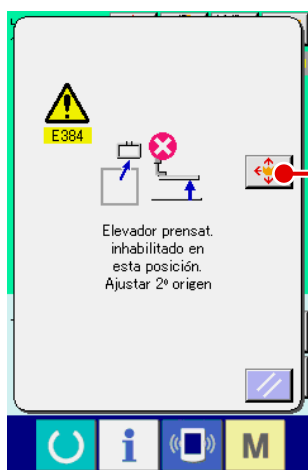 E384
Elevador prensat.
inhabilitado en
esta posición.
Ajustar 2º origen
i
M